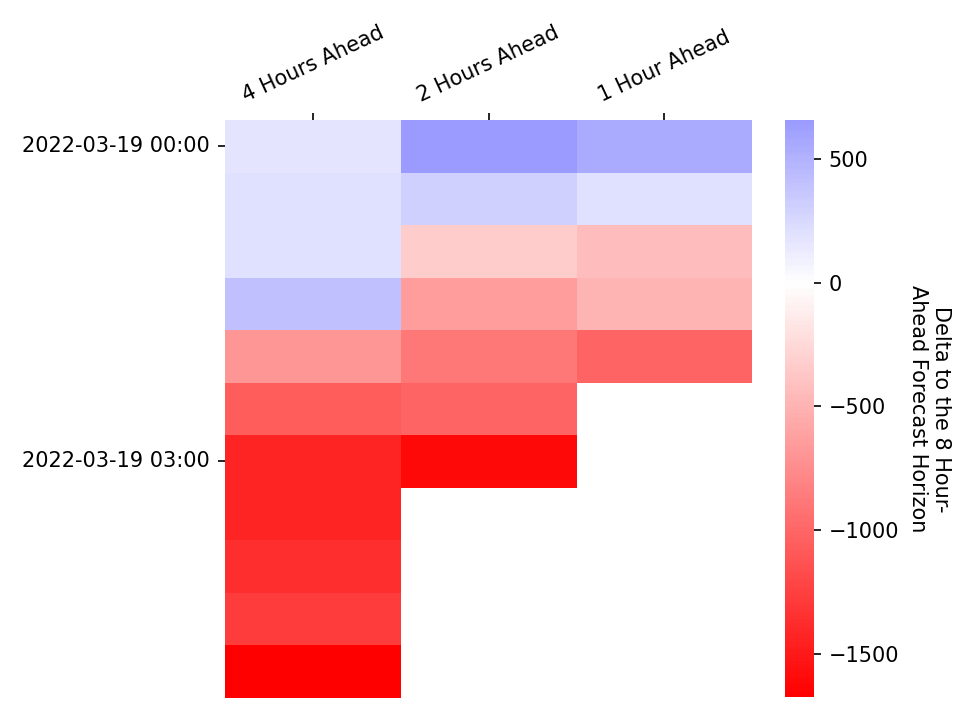 4 Hours Ahead
2 Hours Ahead
1 Hour Ahead
2022-03-19 00:00
2022-03-19 03:00
500
0
−500
−1000
−1500
Delta to the 8 Hour-
Ahead Forecast Horizon